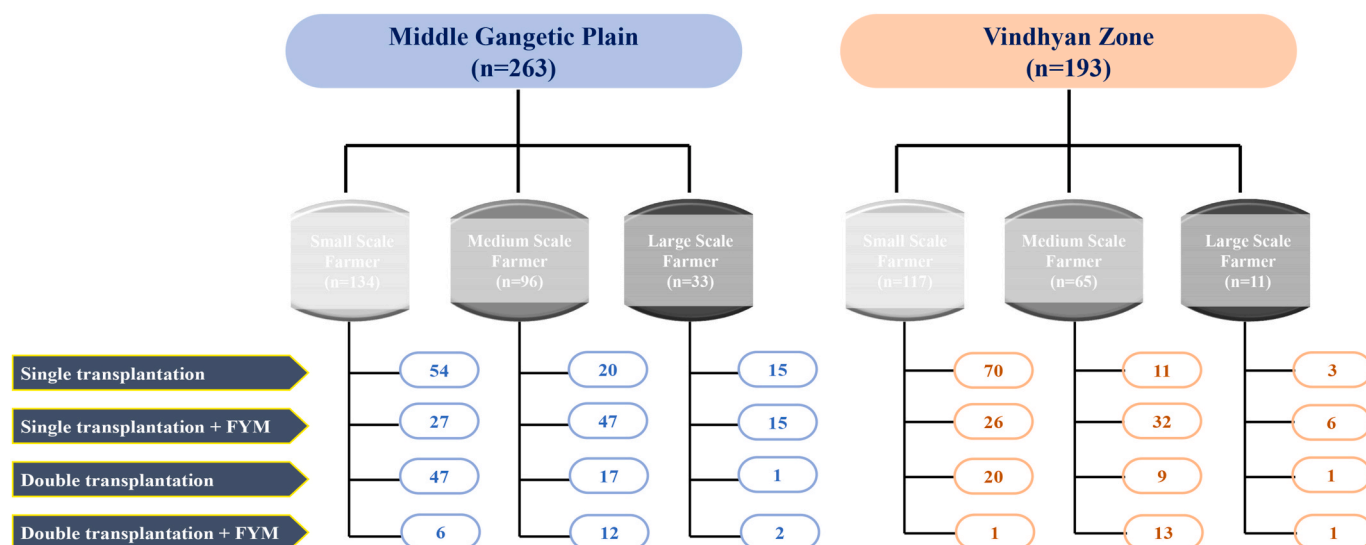 Middle Gangetic Plain
(n=263)
Vindhyan Zone
(n=193)
Small Scale
Farmer
(n=134)
Medium Scale
Farmer
(n=96)
Large Scale
Farmer
(n=33)
Small Scale
Farmer
(n=117)
Medium Scale
Farmer
(n=65)
Large Scale
Farmer
(n=11)
Single transplantation 54 20 15 70 11 3
Single transplantation + FYM 27 47 15 26 32 6
Double transplantation 47 17 1 20 9 1
Double transplantation + FYM 6 12 2 1 13 1